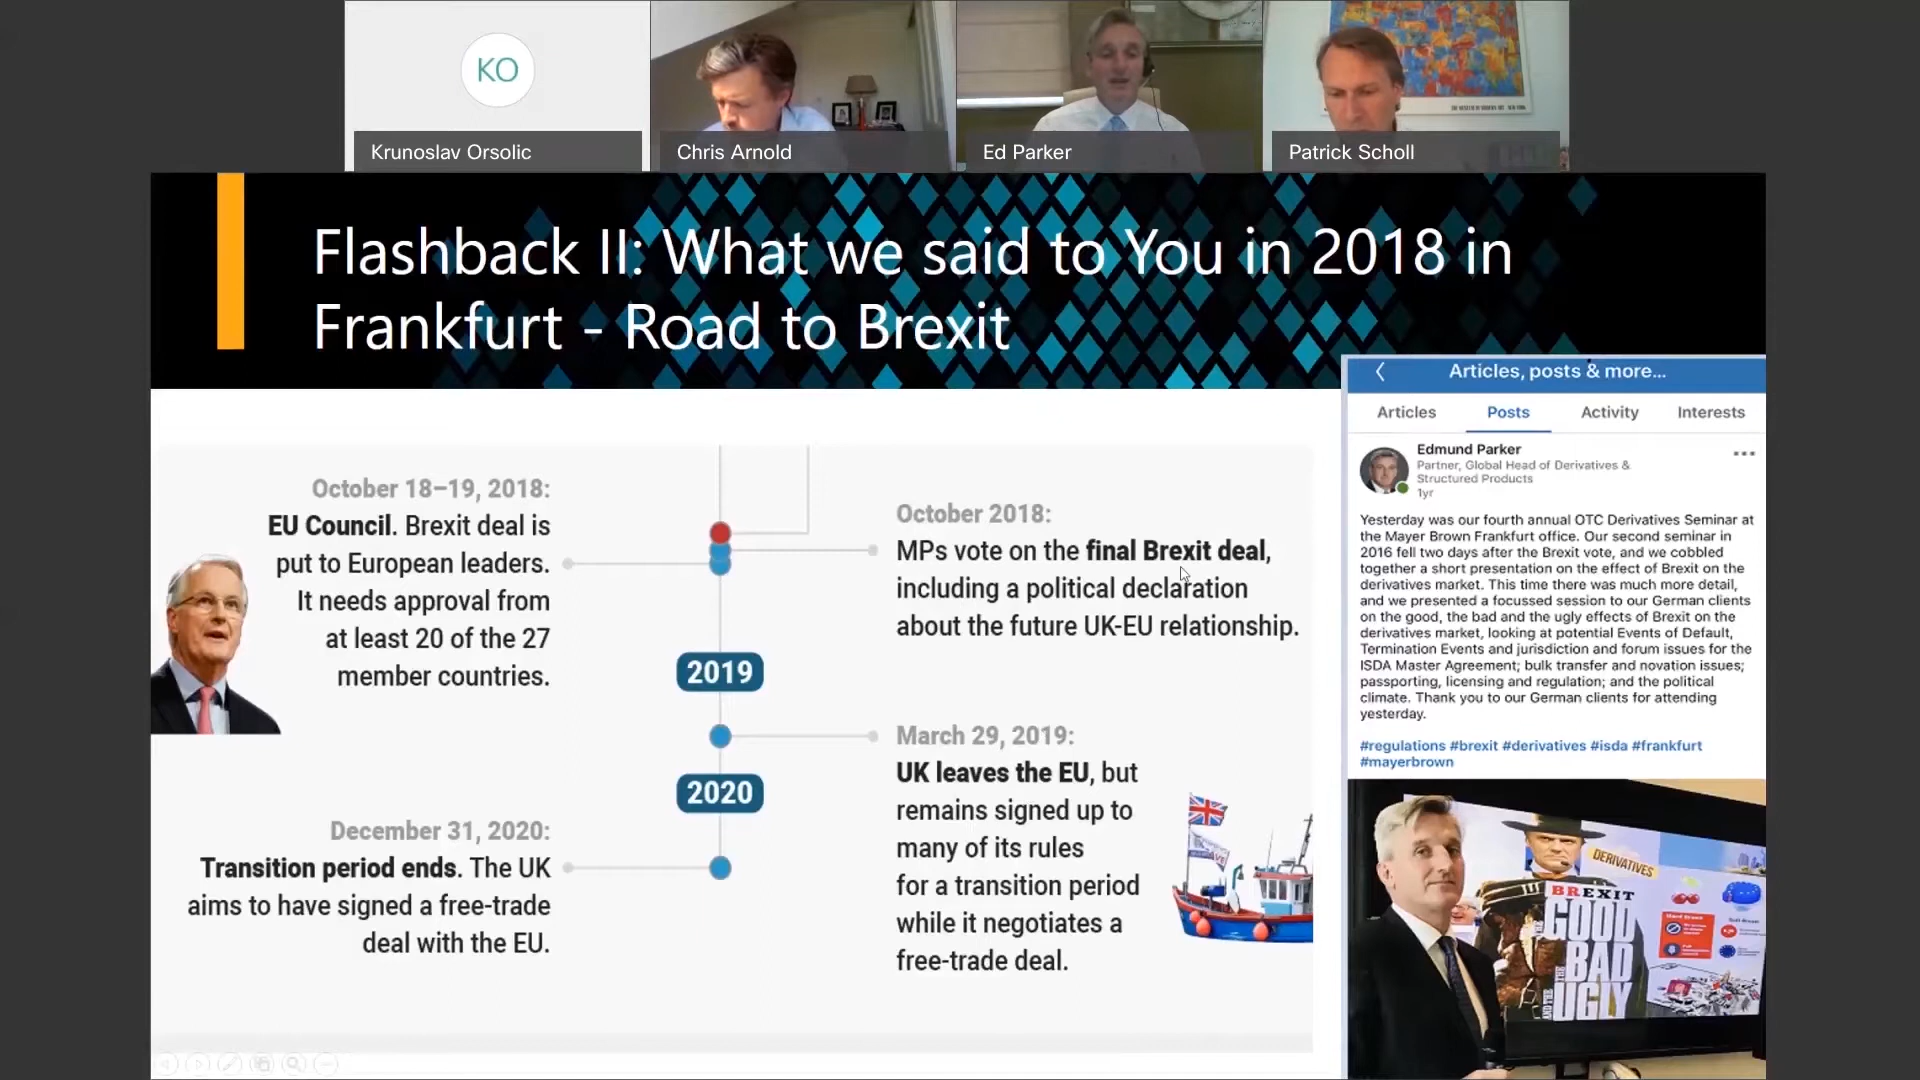 KO
Krunoslav Orsolic
Chris Arnold
Ed Parker
Patrick Scholl
Flashback II: What we said to You in 2018 in
Frankfurt - Road to Brexit
October 18–19, 2018:
EU Council. Brexit deal is
put to European leaders.
It needs approval from
at least 20 of the 27
member countries.
October 2018:
MPs vote on the final Brexit deal,
including a political declaration
about the future UK-EU relationship.
2019
March 29, 2019:
UK leaves the EU, but
remains signed up to
many of its rules
for a transition period
while it negotiates a
free-trade deal.
2020
December 31, 2020:
Transition period ends. The UK
aims to have signed a free-trade
deal with the EU.
Articles, posts & more...
Articles Posts Activity Interests
Edmund Parker
Partner, Global Head of Derivatives &
Structured Products
1yr
Yesterday was our fourth annual OTC Derivatives Seminar at
the Mayer Brown Frankfurt office. Our second seminar in
2016 fell two days after the Brexit vote, and we cobbled
together a short presentation on the effect of Brexit on the
derivatives market. This time there was much more detail,
and we presented a focussed session to our German clients
on the good, the bad and the ugly effects of Brexit on the
derivatives market, looking at potential Events of Default,
Termination Events and jurisdiction and forum issues for the
ISDA Master Agreement; bulk transfer and novation issues;
passporting, licensing and regulation; and the political
climate. Thank you to our German clients for attending
yesterday.
#regulations #brexit #derivatives #isda #frankfurt
#mayerbrown
DERIVATIVES
BREXIT
THE GOOD
THE BAD
AND THE UGLY